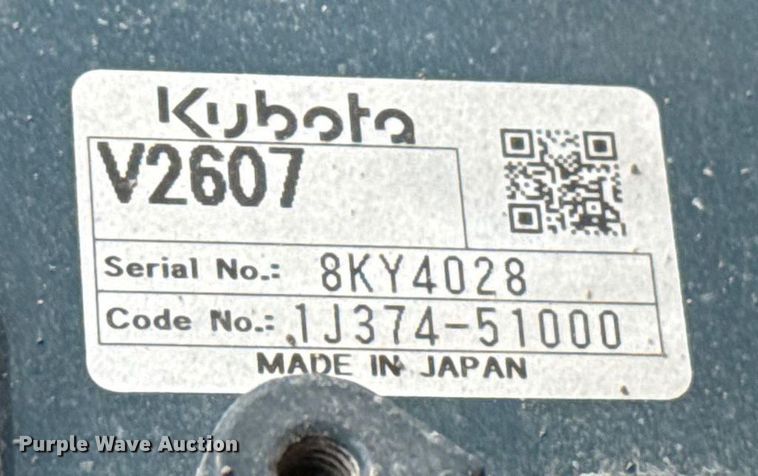 Kubota
V2607
Serial No.: 8KY4028
Code No.: 1J374-51000
MADE IN JAPAN
Purple Wave Auction